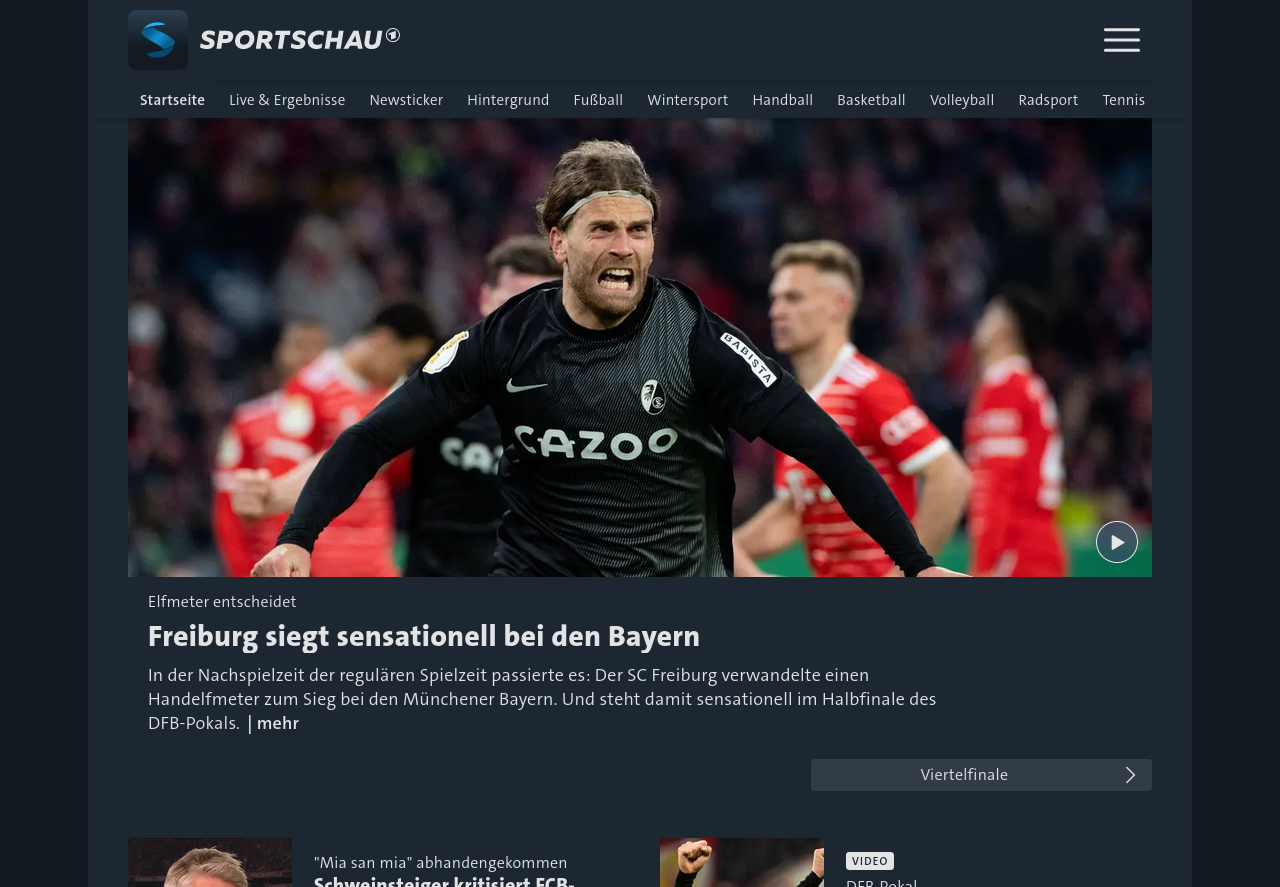 SPORTSCHAU
Startseite Live & Ergebnisse Newsticker Hintergrund Fußball Wintersport Handball Basketball Volleyball Radsport Tennis
BABISTA
CAZOO
Elfmeter entscheidet
Freiburg siegt sensationell bei den Bayern
In der Nachspielzeit der regulären Spielzeit passierte es: Der SC Freiburg verwandelte einen
Handelfmeter zum Sieg bei den Münchener Bayern. Und steht damit sensationell im Halbfinale des
DFB-Pokals. | mehr
Viertelfinale
"Mia san mia" abhandengekommen
Schweinsteiger kritisiert FCB-
VIDEO
DFB-Pokal